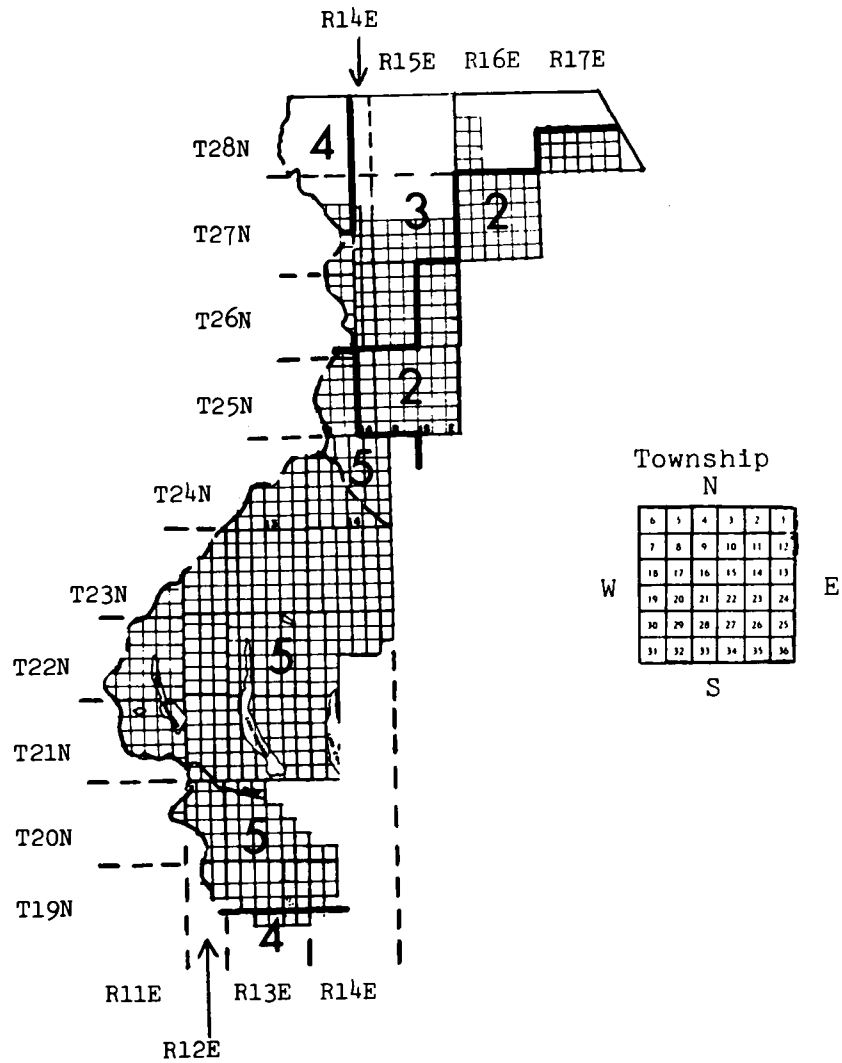 R14E
R15E R16E R17E
T28N
4
3
2
T27N
T26N
2
T25N
5
T24N
T23N
5
T22N
T21N
5
T20N
T19N
4
R11E R13E R14E
R12E
Township
N
6 5 4 3 2 1
7 8 9 10 11 12
W 18 17 16 15 14 13 E
19 20 21 22 23 24
30 29 28 27 26 25
31 32 33 34 35 36
S